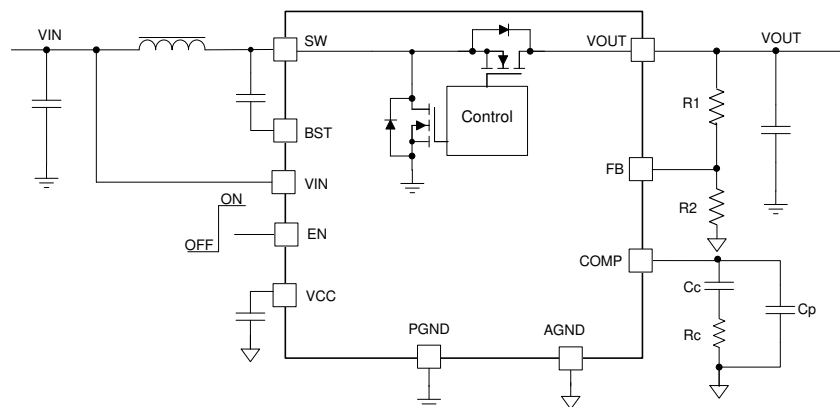 VIN
SW
VOUT
VOUT
R1
Control
BST
FB
VIN
ON
R2
EN
OFF
COMP
VCC
Cc
Cp
PGND
AGND
Rc